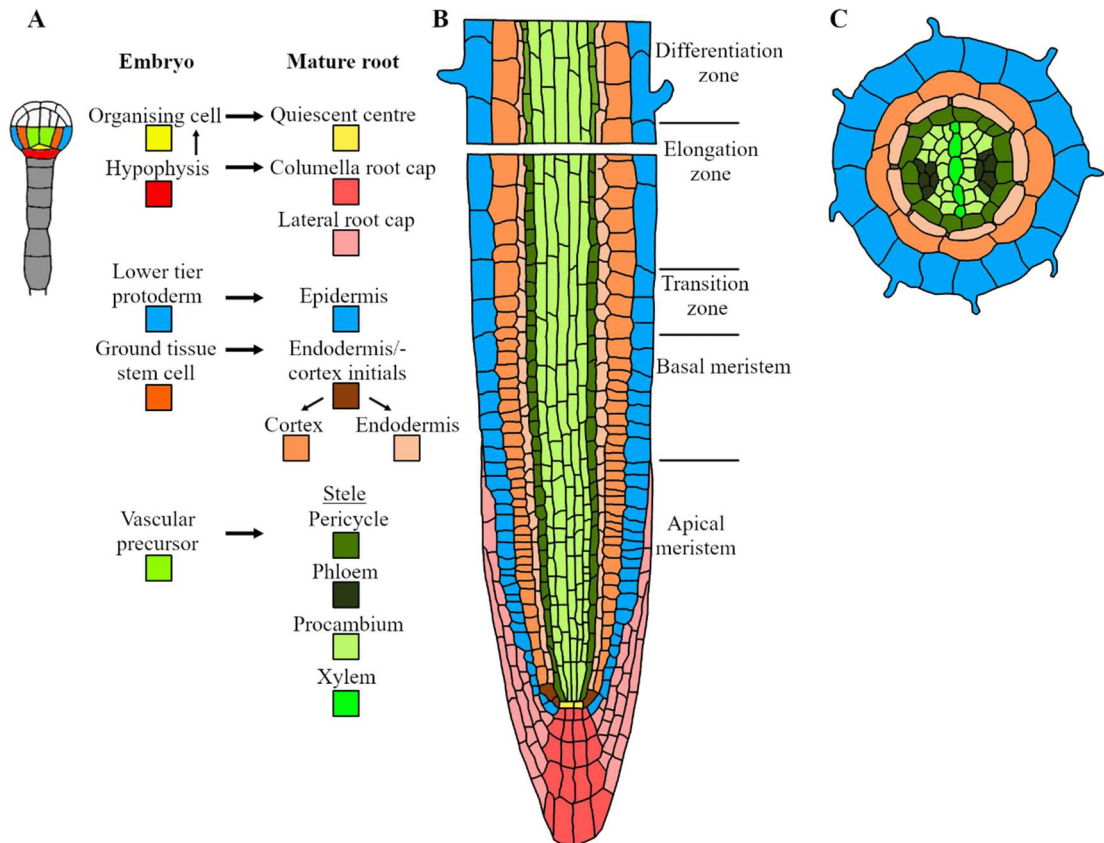 A
Embryo
Mature root
Organising cell
Quiescent centre
Hypophysis
Columella root cap
Lateral root cap
Lower tier
protoderm
Epidermis
Ground tissue
stem cell
Endodermis/-
cortex initials
Cortex
Endodermis
Vascular
precursor
Stele
Pericycle
Phloem
Procambium
Xylem
B
Differentiation
zone
Elongation
zone
Transition
zone
Basal meristem
Apical
meristem
C